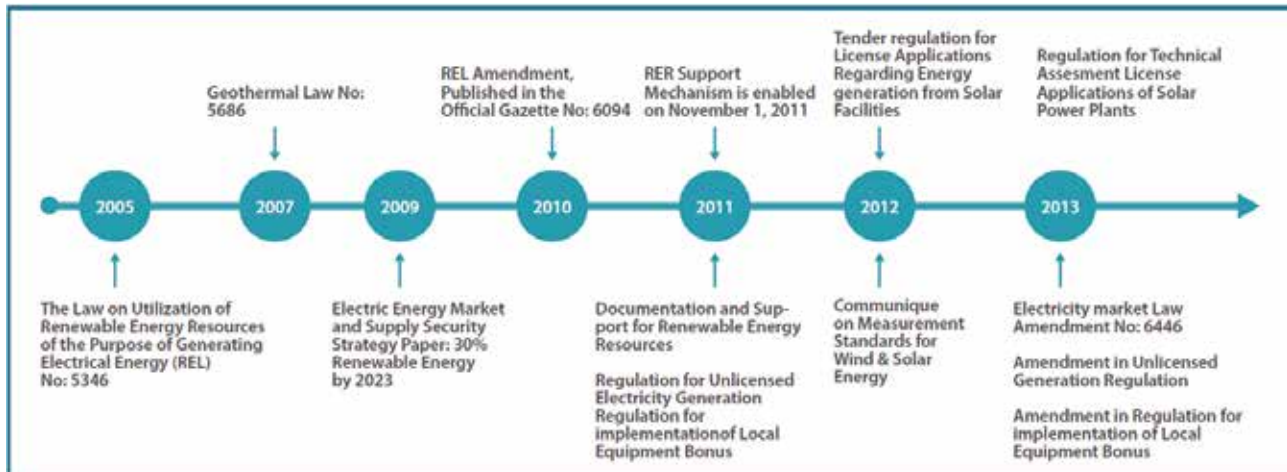 Geothermal Law No:
5686
REL Amendment,
Published in the
Official Gazette No: 6094
RER Support
Mechanism is enabled
on November 1, 2011
Tender regulation for
License Applications
Regarding Energy
generation from Solar
Facilities
Regulation for Technical
Assesment License
Applications of Solar
Power Plants
2005
2007
2009
2010
2011
2012
2013
The Law on Utilization of
Renewable Energy Resources
of the Purpose of Generating
Electrical Energy (REL)
No: 5346
Electric Energy Market
and Supply Security
Strategy Paper: 30%
Renewable Energy
by 2023
Documentation and Sup-
port for Renewable Energy
Resources
Regulation for Unlicensed
Electricity Generation
Regulation for
implementationof Local
Equipment Bonus
Communique
on Measurement
Standards for
Wind & Solar
Energy
Electricity market Law
Amendment No: 6446
Amendment in Unlicensed
Generation Regulation
Amendment in Regulation for
implementation of Local
Equipment Bonus